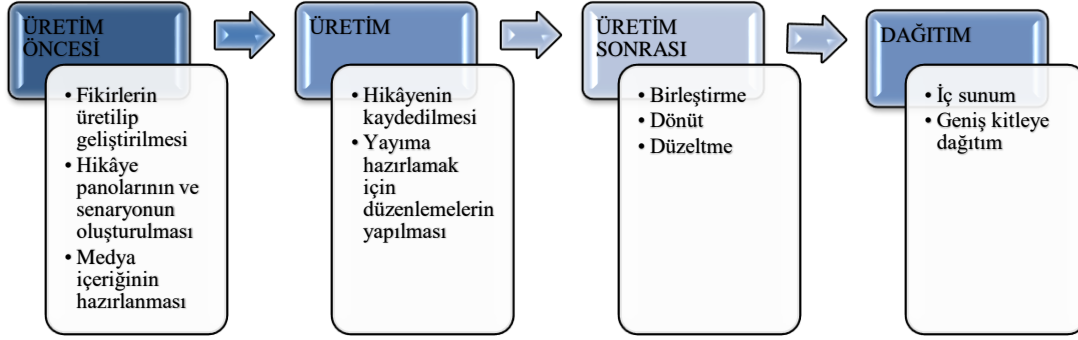 ÜRETİM
ÖNCESİ
• Fikirlerin
üretilip
geliştirilmesi
• Hikâye
panolarının ve
senaryonun
oluşturulması
• Medya
içeriğinin
hazırlanması
ÜRETİM
• Hikâyenin
kaydedilmesi
• Yayıma
hazırlamak
için
düzenlemelerin
yapılması
ÜRETİM
SONRASI
• Birleştirme
• Dönüt
• Düzeltme
DAĞITIM
• İç sunum
• Geniş kitleye
dağıtım